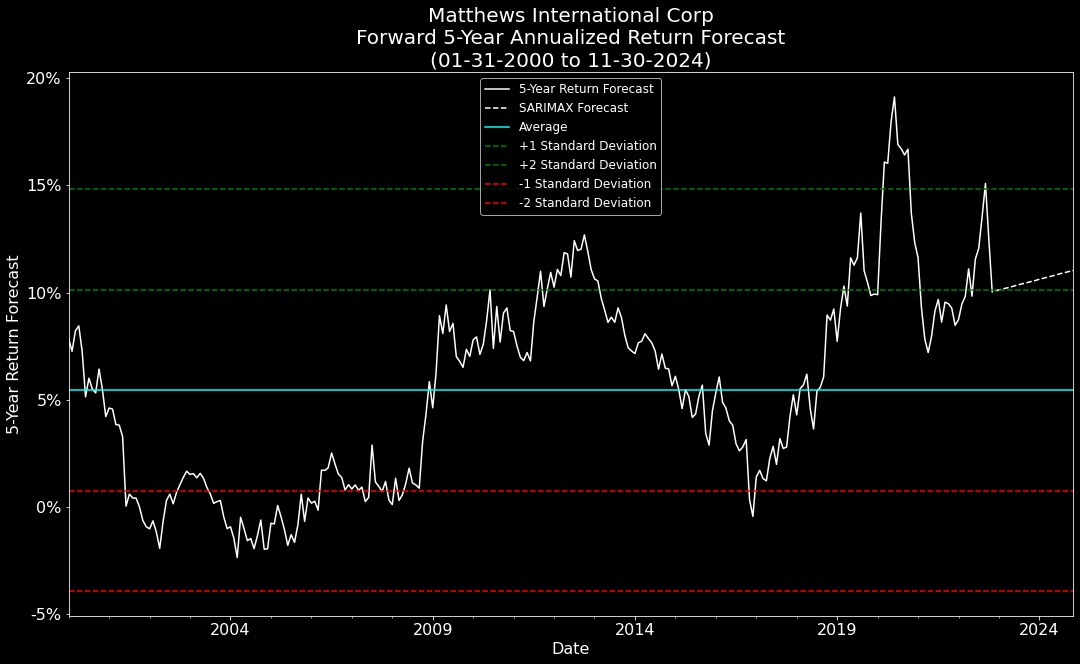 Matthews International Corp
Forward 5-Year Annualized Return Forecast
(01-31-2000 to 11-30-2024)
5-Year Return Forecast
SARIMAX Forecast
Average
+1 Standard Deviation
+2 Standard Deviation
-1 Standard Deviation
-2 Standard Deviation
5-Year Return Forecast
20%
15%
10%
5%
0%
-5%
2004 2009 2014 2019 2024
Date